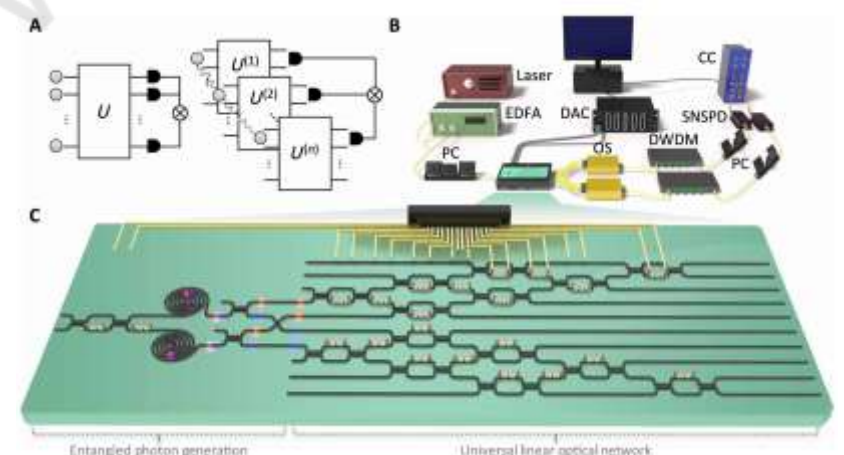 A
B
U
U(1)
U(2)
U(n)
Laser
EDFA
PC
DAC
OS
DWDM
CC
SNSPD
PC
C
Entangled photon generation
Universal linear optical network